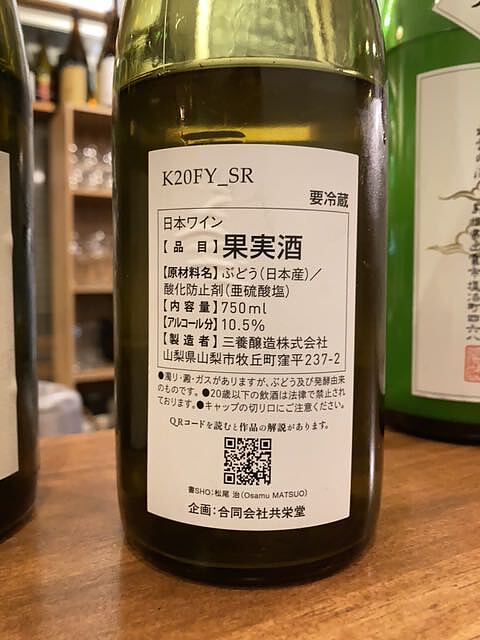 K20FY_SR
要冷蔵
日本ワイン
【品 目】果実酒
【原材料名】ぶどう（日本産）／
酸化防止剤（亜硫酸塩）
【内 容 量】750ml
【アルコール分】10.5%
【製 造 者】三養醸造株式会社
山梨県山梨市牧丘町窪平237-2
●濁り・澱・ガスがありますが、ぶどう及び発酵由来
のものです。●20歳以下の飲酒は法律で禁止され
ております。●キャップの切り口にご注意ください。
QRコードを読むと作品の解説があります。
書SHO：松尾 治（Osamu MATSUO）
企画：合同会社共栄堂